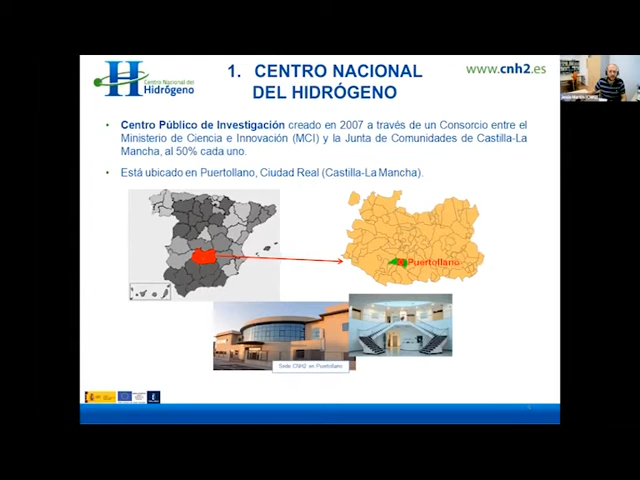 Centro Nacional del
Hidrógeno
1. CENTRO NACIONAL
DEL HIDRÓGENO
www.cnh2.es
• Centro Público de Investigación creado en 2007 a través de un Consorcio entre el
Ministerio de Ciencia e Innovación (MCI) y la Junta de Comunidades de Castilla-La
Mancha, al 50% cada uno.
• Está ubicado en Puertollano, Ciudad Real (Castilla-La Mancha).
Puertollano
Sede CNH2 en Puertollano